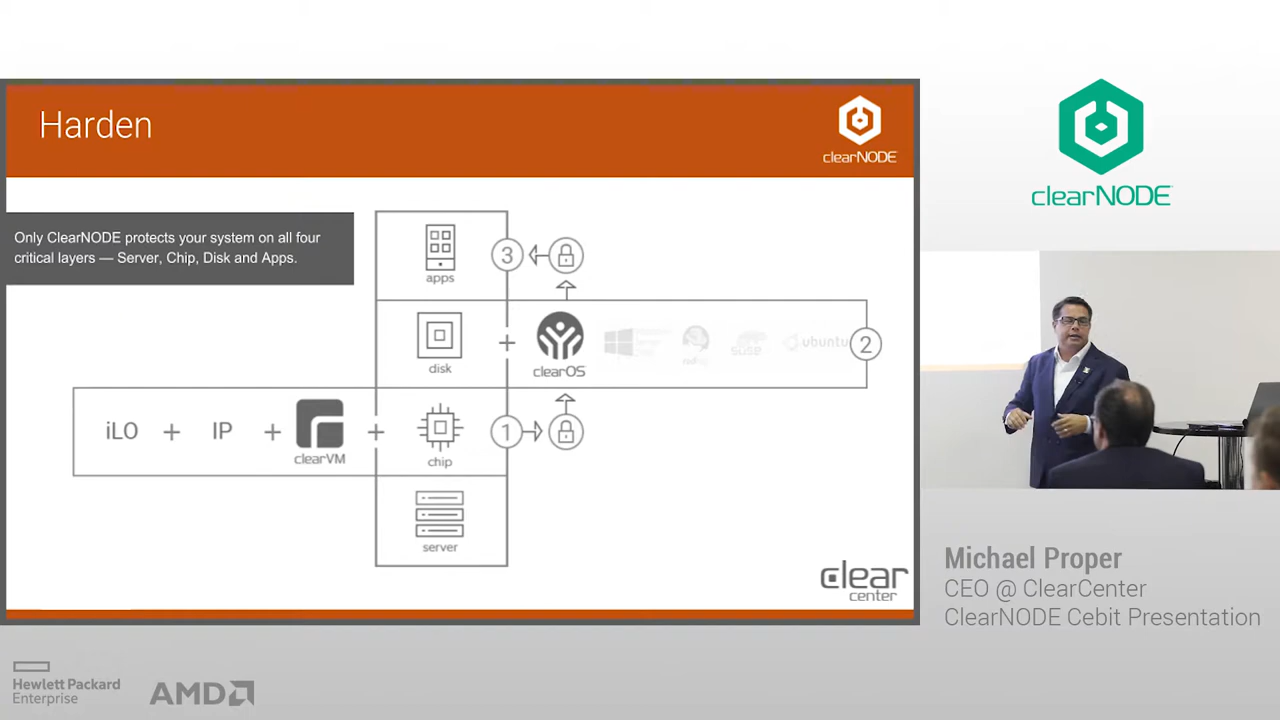 Harden
clearNODE
clearNODE
Only ClearNODE protects your system on all four
critical layers — Server, Chip, Disk and Apps.
apps
3
disk
+
clearOS
SUSE
ubuntu
2
iLO + IP + clearVM + chip
1
server
clear
center
Michael Proper
CEO @ ClearCenter
ClearNODE Cebit Presentation
Hewlett Packard
Enterprise
AMD